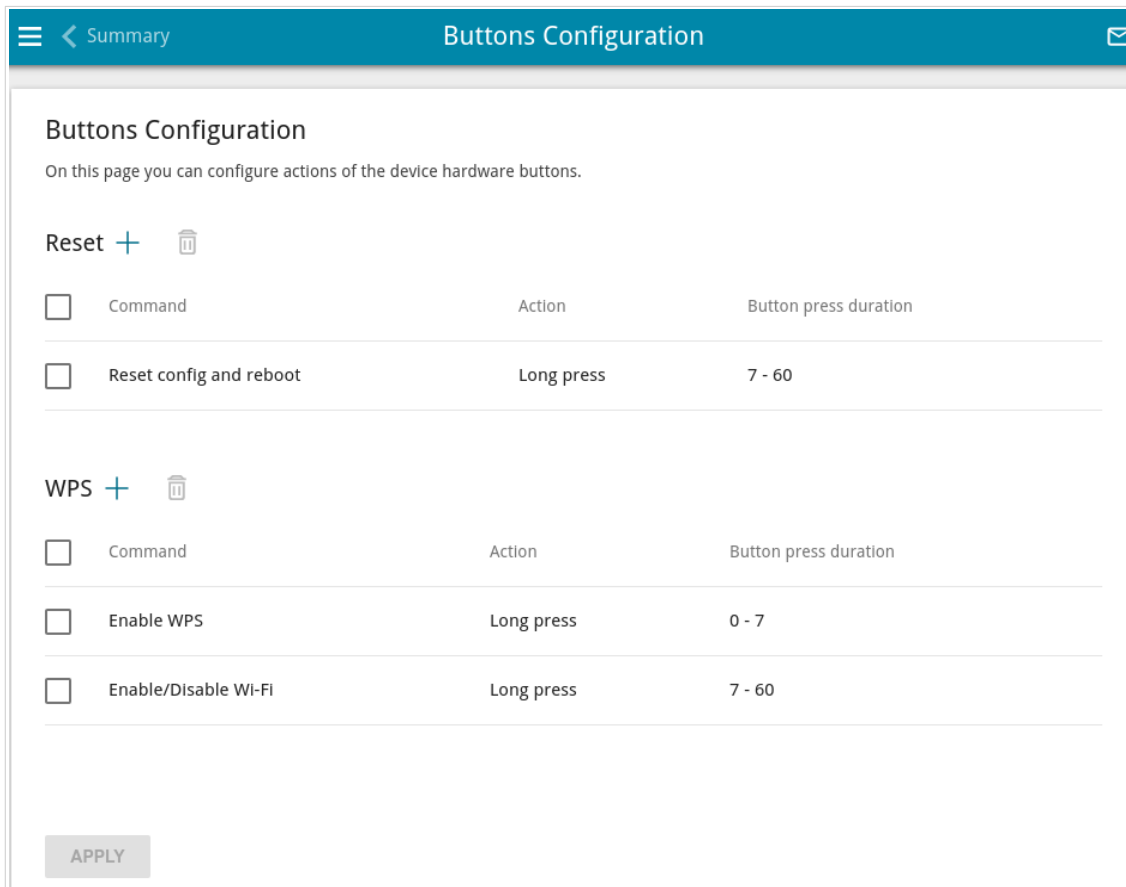 Summary Buttons Configuration
Buttons Configuration
On this page you can configure actions of the device hardware buttons.
Reset
Command Action Button press duration
Reset config and reboot Long press 7 - 60
WPS
Command Action Button press duration
Enable WPS Long press 0 - 7
Enable/Disable Wi-Fi Long press 7 - 60
APPLY